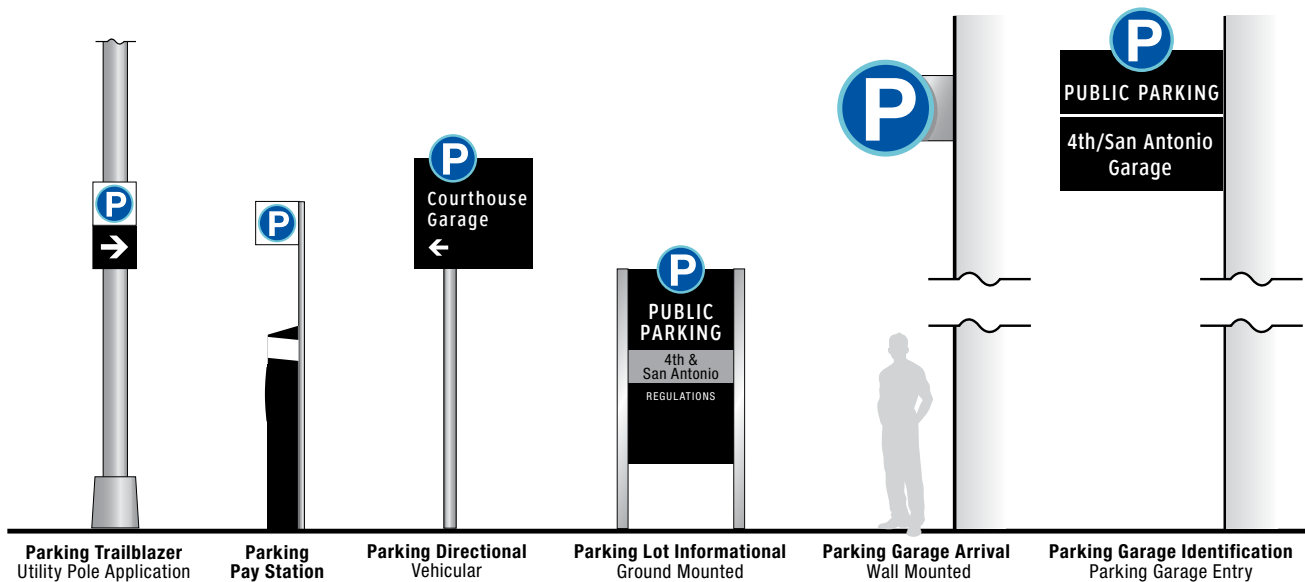 P
P
P
Courthouse
Garage
←
→
P
PUBLIC
PARKING
4th &
San Antonio
REGULATIONS
P
P
PUBLIC PARKING
4th/San Antonio
Garage
Parking Trailblazer
Utility Pole Application
Parking
Pay Station
Parking Directional
Vehicular
Parking Lot Informational
Ground Mounted
Parking Garage Arrival
Wall Mounted
Parking Garage Identification
Parking Garage Entry